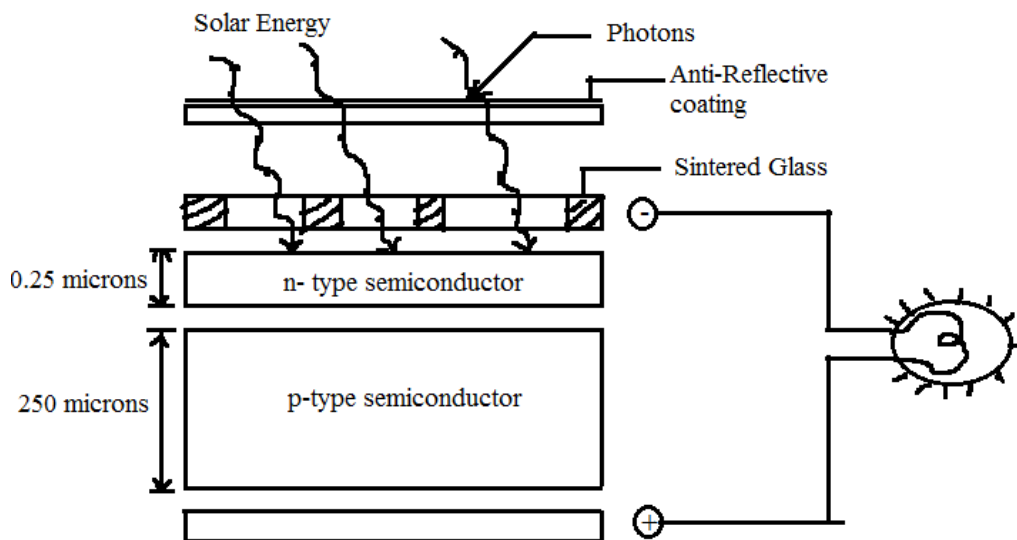 Solar Energy
Photons
Anti-Reflective
coating
Sintered Glass
-
0.25 microns
n- type semiconductor
250 microns
p-type semiconductor
+